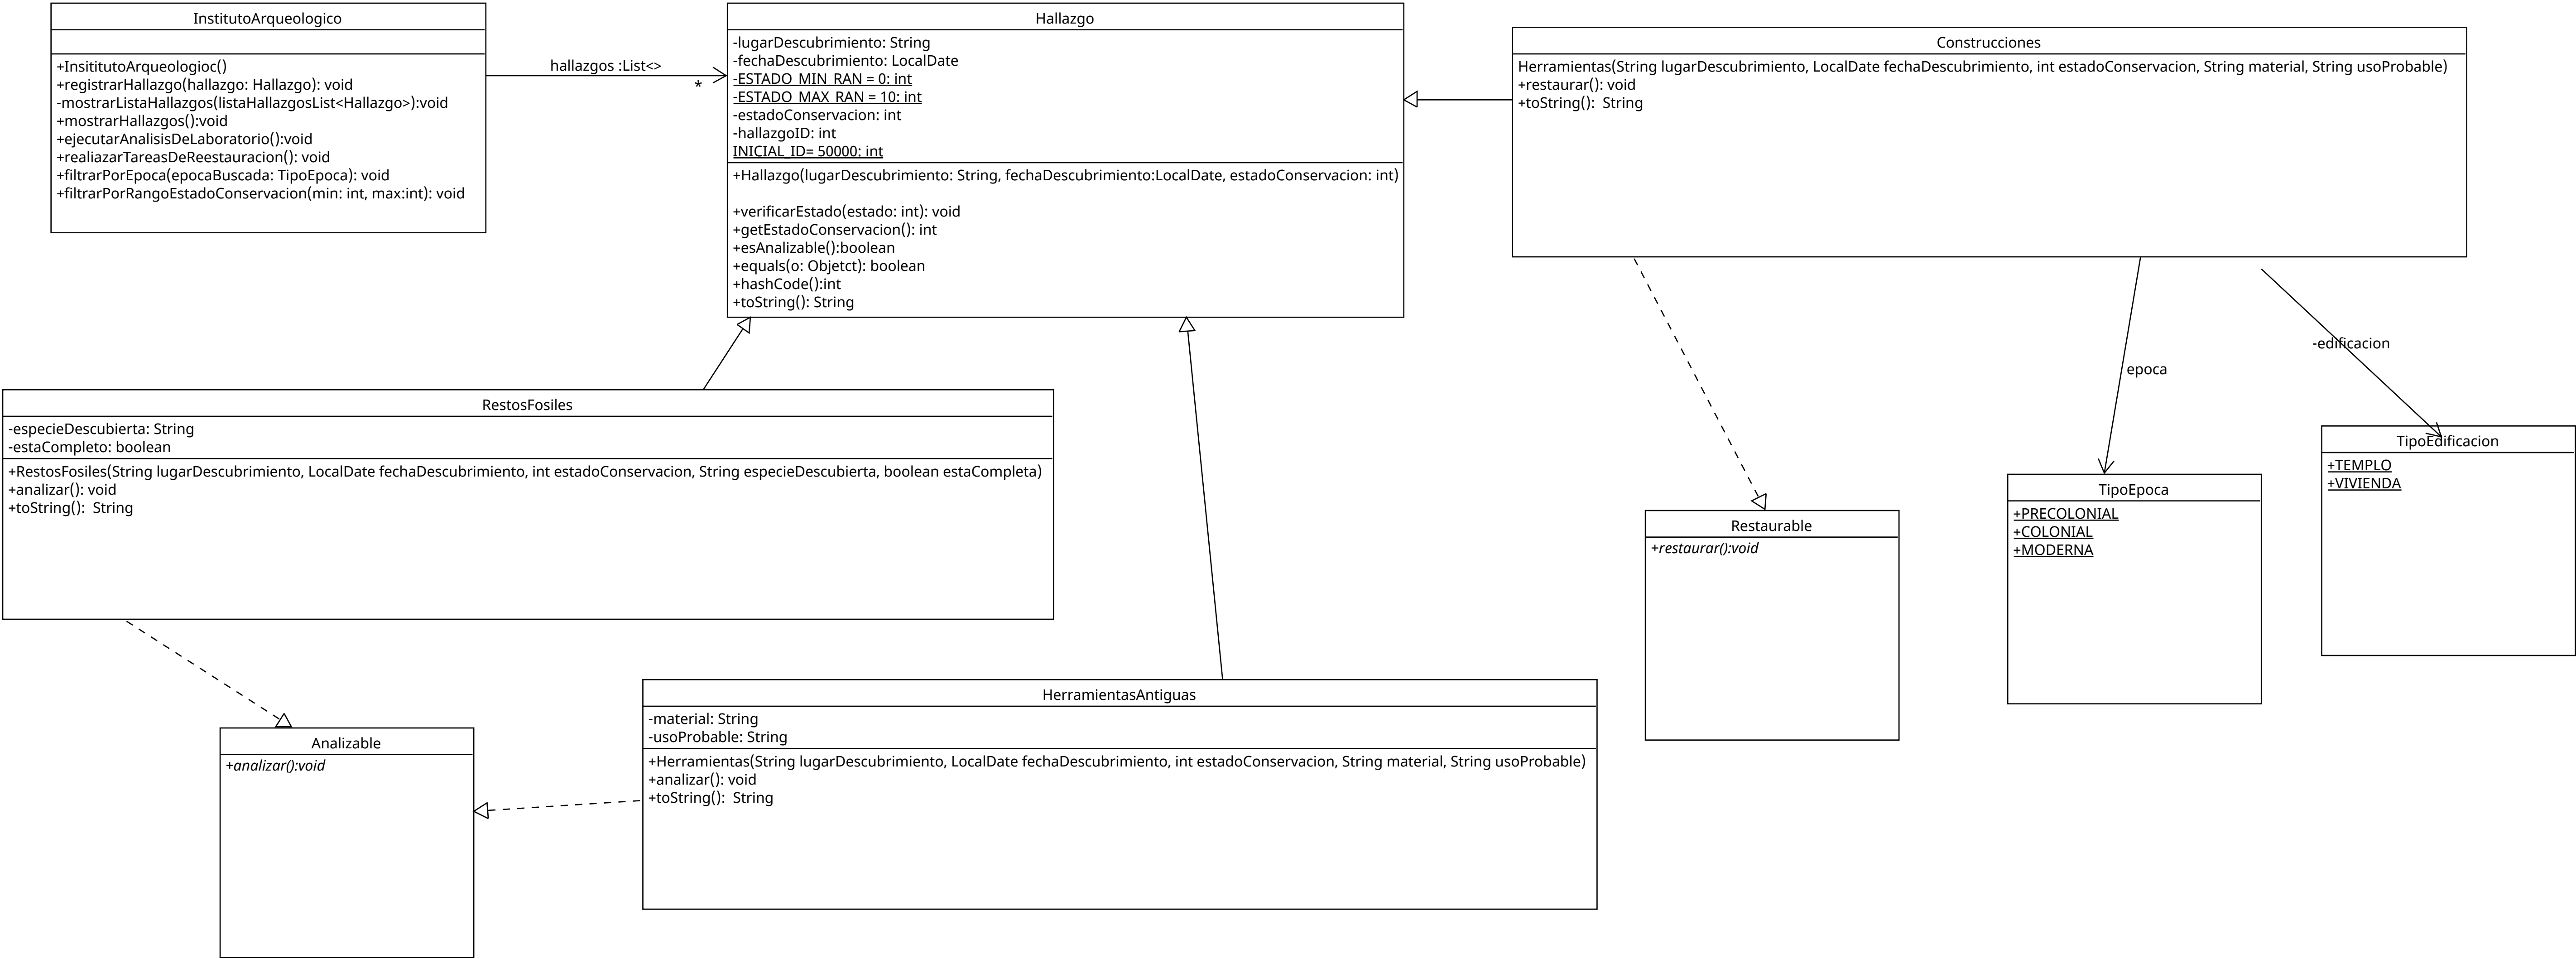 InstitutoArqueologico
+InsititutoArqueologioc()
+registrarHallazgo(hallazgo: Hallazgo): void
-mostrarListaHallazgos(listaHallazgosList<Hallazgo>):void
+mostrarHallazgos():void
+ejecutarAnalisisDeLaboratorio():void
+realiazarTareasDeReestauracion(): void
+filtrarPorEpoca(epocaBuscada: TipoEpoca): void
+filtrarPorRangoEstadoConservacion(min: int, max:int): void
hallazgos :List<>
*
Hallazgo
-lugarDescubrimiento: String
-fechaDescubrimiento: LocalDate
-ESTADO_MIN_RAN = 0: int
-ESTADO_MAX_RAN = 10: int
-estadoConservacion: int
-hallazgoID: int
INICIAL_ID= 50000: int
+Hallazgo(lugarDescubrimiento: String, fechaDescubrimiento:LocalDate, estadoConservacion: int)
+verificarEstado(estado: int): void
+getEstadoConservacion(): int
+esAnalizable():boolean
+equals(o: Objetct): boolean
+hashCode():int
+toString(): String
Construcciones
Herramientas(String lugarDescubrimiento, LocalDate fechaDescubrimiento, int estadoConservacion, String material, String usoProbable)
+restaurar(): void
+toString():  String
-edificacion
epoca
RestosFosiles
-especieDescubierta: String
-estaCompleto: boolean
+RestosFosiles(String lugarDescubrimiento, LocalDate fechaDescubrimiento, int estadoConservacion, String especieDescubierta, boolean estaCompleta)
+analizar(): void
+toString():  String
TipoEdificacion
+TEMPLO
+VIVIENDA
TipoEpoca
+PRECOLONIAL
+COLONIAL
+MODERNA
Restaurable
+restaurar():void
HerramientasAntiguas
-material: String
-usoProbable: String
+Herramientas(String lugarDescubrimiento, LocalDate fechaDescubrimiento, int estadoConservacion, String material, String usoProbable)
+analizar(): void
+toString():  String
Analizable
+analizar():void